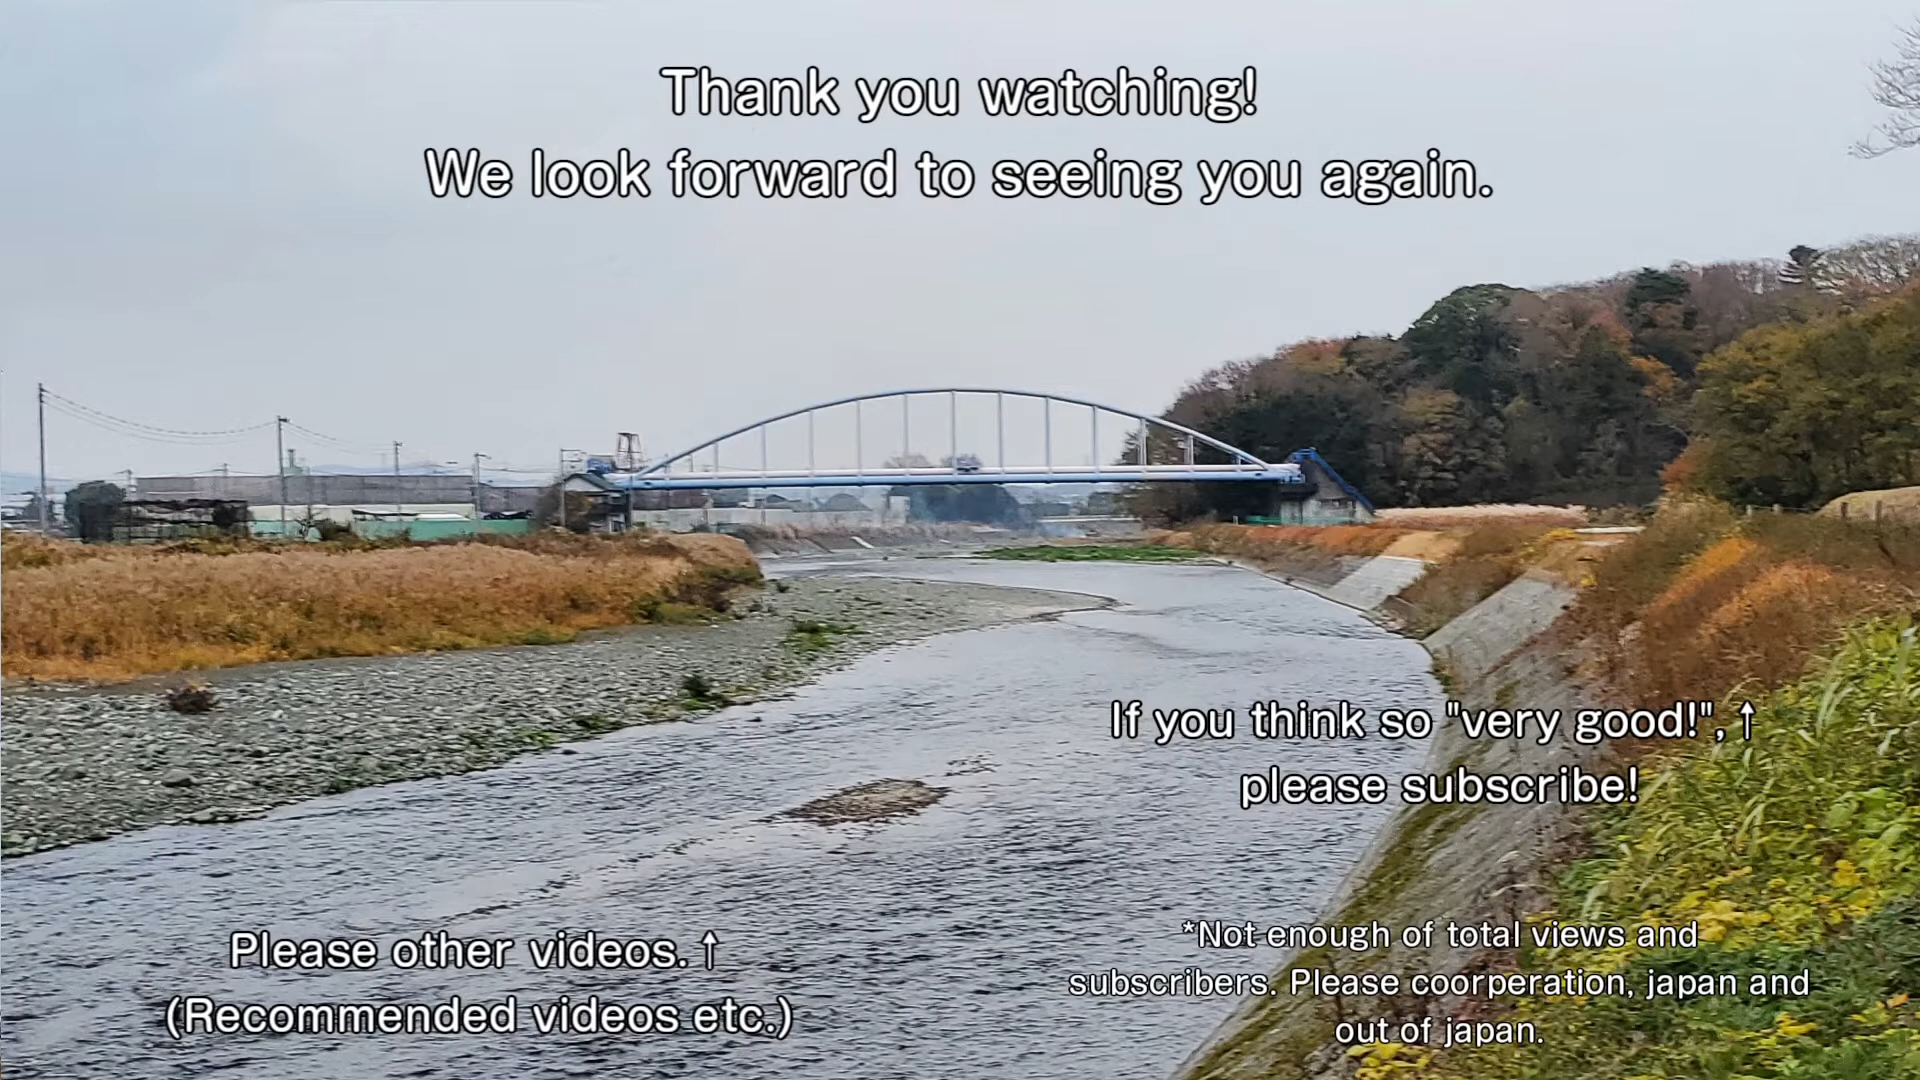 Thank you watching!
We look forward to seeing you again.
If you think so "very good!",↑
please subscribe!
Please other videos.↑
(Recommended videos etc.)
*Not enough of total views and
subscribers. Please coorperation, japan and
out of japan.